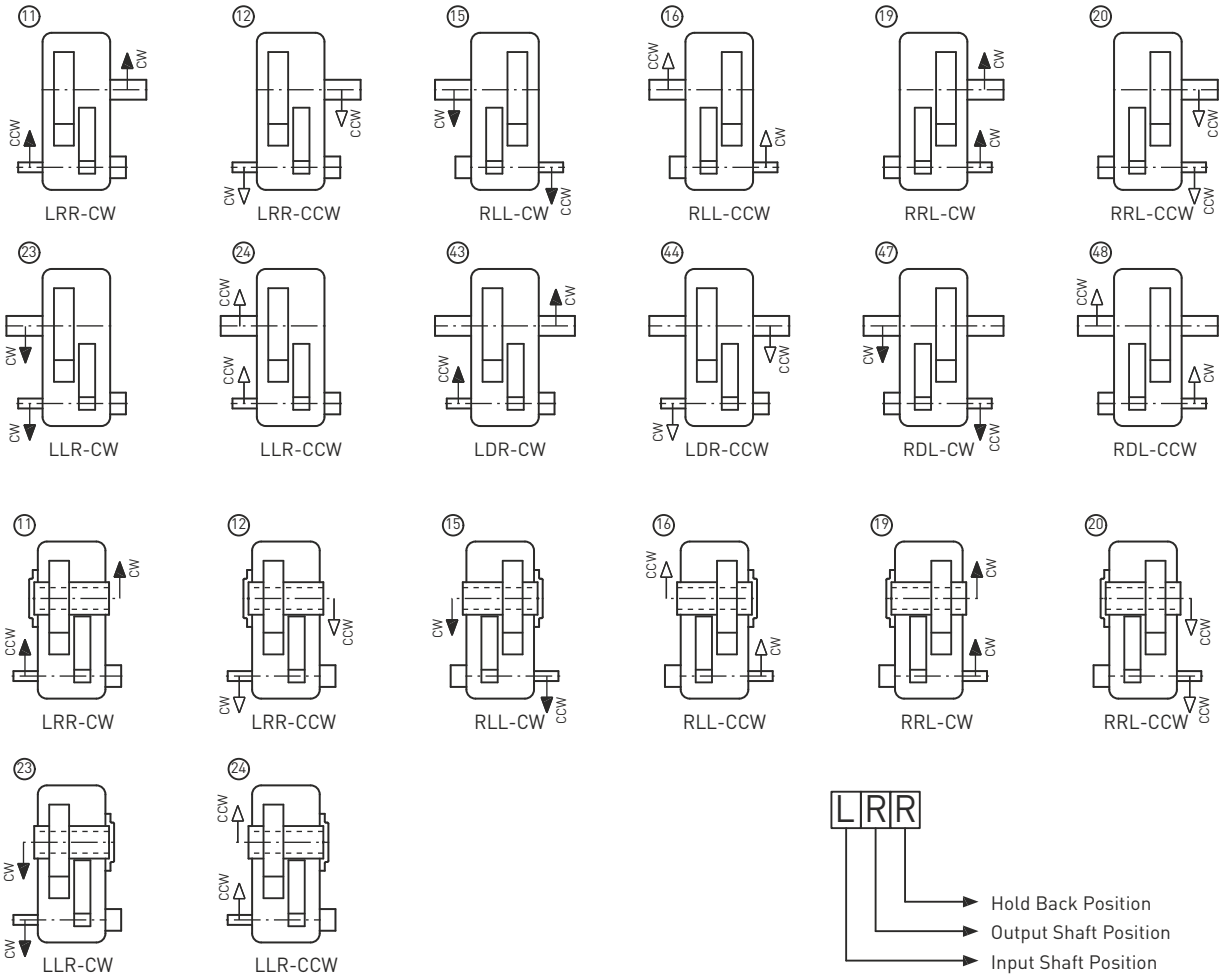 11 12 15 16 19 20
CW CCW
CCW CW
CW CCW
CCW CW
CW CW
CCW CCW
LRR-CW LRR-CCW RLL-CW RLL-CCW RRL-CW RRL-CCW
23 24 43 44 47 48
CW CW
CCW CCW
CW CCW
CCW CW
CW CCW
CCW CW
LLR-CW LLR-CCW LDR-CW LDR-CCW RDL-CW RDL-CCW
11 12 15 16 19 20
CW CCW
CCW CW
CW CCW
CCW CW
CW CW
CCW CCW
LRR-CW LRR-CCW RLL-CW RLL-CCW RRL-CW RRL-CCW
23 24
CW CW
CCW CCW
LLR-CW LLR-CCW
LRR
Hold Back Position
Output Shaft Position
Input Shaft Position